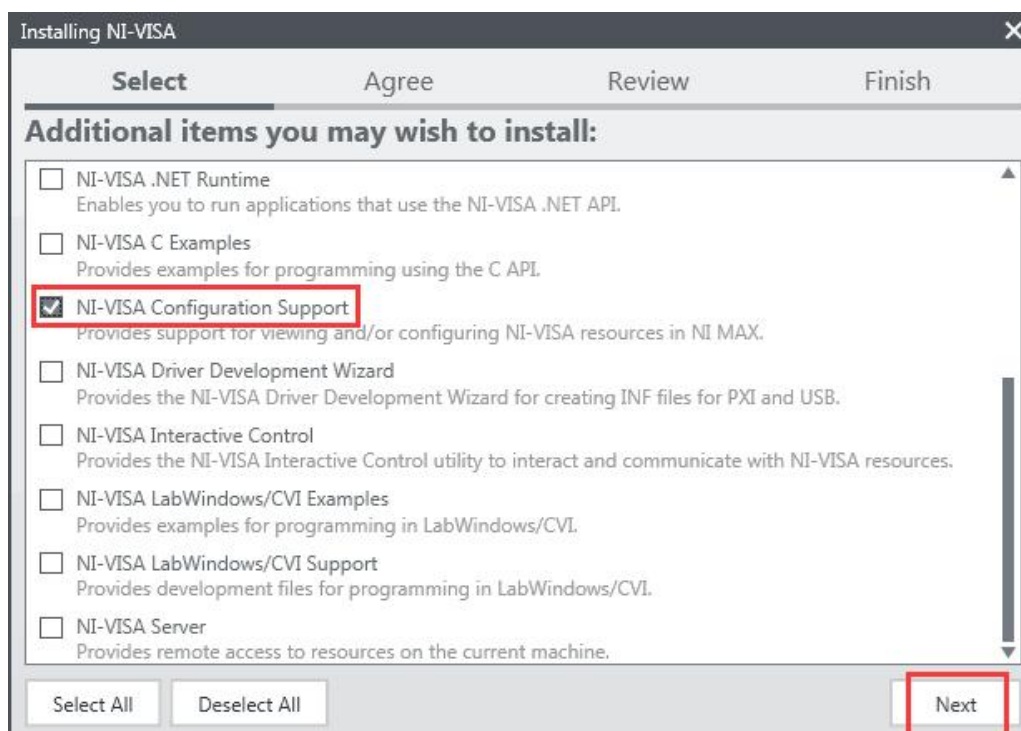 Installing NI-VISA
Select Agree Review Finish
Additional items you may wish to install:
NI-VISA .NET Runtime
Enables you to run applications that use the NI-VISA .NET API.
NI-VISA C Examples
Provides examples for programming using the C API.
NI-VISA Configuration Support
Provides support for viewing and/or configuring NI-VISA resources in NI MAX.
NI-VISA Driver Development Wizard
Provides the NI-VISA Driver Development Wizard for creating INF files for PXI and USB.
NI-VISA Interactive Control
Provides the NI-VISA Interactive Control utility to interact and communicate with NI-VISA resources.
NI-VISA LabWindows/CVI Examples
Provides examples for programming in LabWindows/CVI.
NI-VISA LabWindows/CVI Support
Provides development files for programming in LabWindows/CVI.
NI-VISA Server
Provides remote access to resources on the current machine.
Select All Deselect All Next